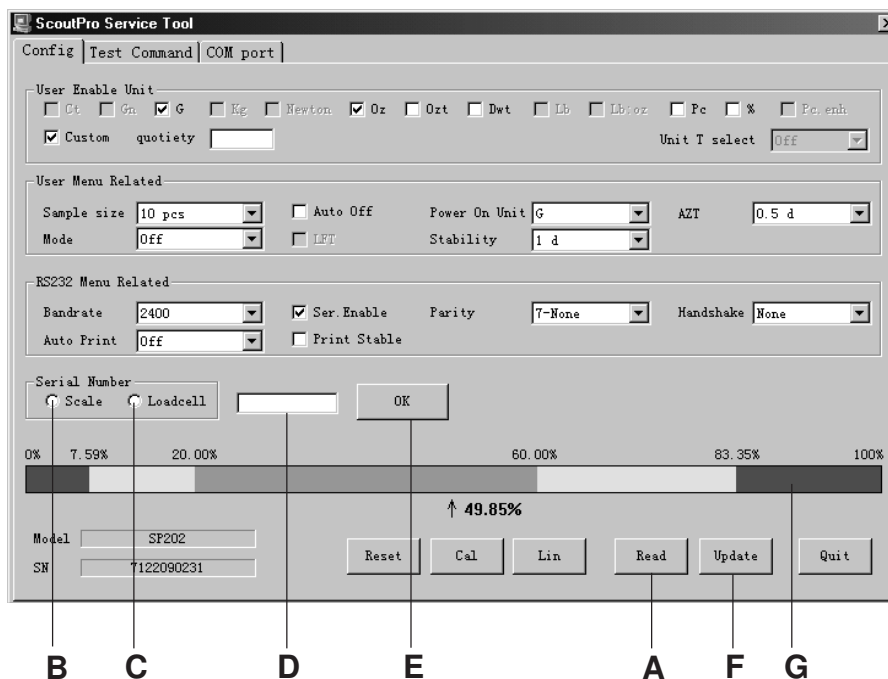 ScoutPro Service Tool
Config Test Command COM port
User Enable Unit
Ct Gn G Kg Newton Oz Ozt Dwt Lb Lb:oz Pc % Pc.enh
Custom quotiety Unit T select Off
User Menu Related
Sample size 10 pcs Auto Off Power On Unit G AZT 0.5 d
Mode Off LFT Stability 1 d
RS232 Menu Related
Bandrate 2400 Ser.Enable Parity 7-None Handshake None
Auto Print Off Print Stable
Serial Number
Scale Loadcell OK
0% 7.59% 20.00% 60.00% 83.35% 100%
↑ 49.85%
Model SP202
Reset Cal Lin Read Update Quit
SN 7122090231
B C D E A F G